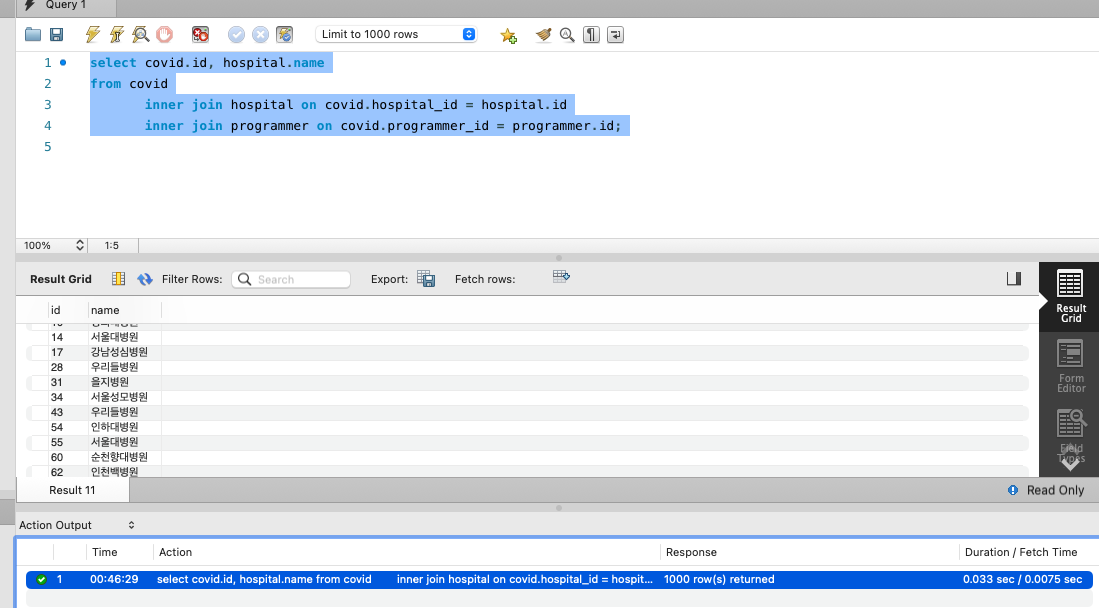 Query 1
Limit to 1000 rows
1 select covid.id, hospital.name
2 from covid
3 inner join hospital on covid.hospital_id = hospital.id
4 inner join programmer on covid.programmer_id = programmer.id;
5
100% 1:5
Result Grid Filter Rows: Search Export: Fetch rows:
id name
14 서울대병원
17 강남성심병원
28 우리들병원
31 을지병원
34 서울성모병원
43 우리들병원
54 인하대병원
55 서울대병원
60 순천향대병원
62 인천백병원
Result
Grid
Form
Editor
Field
Types
Result 11 Read Only
Action Output
Time Action Response Duration / Fetch Time
1 00:46:29 select covid.id, hospital.name from covid inner join hospital on covid.hospital_id = hospit... 1000 row(s) returned 0.033 sec / 0.0075 sec